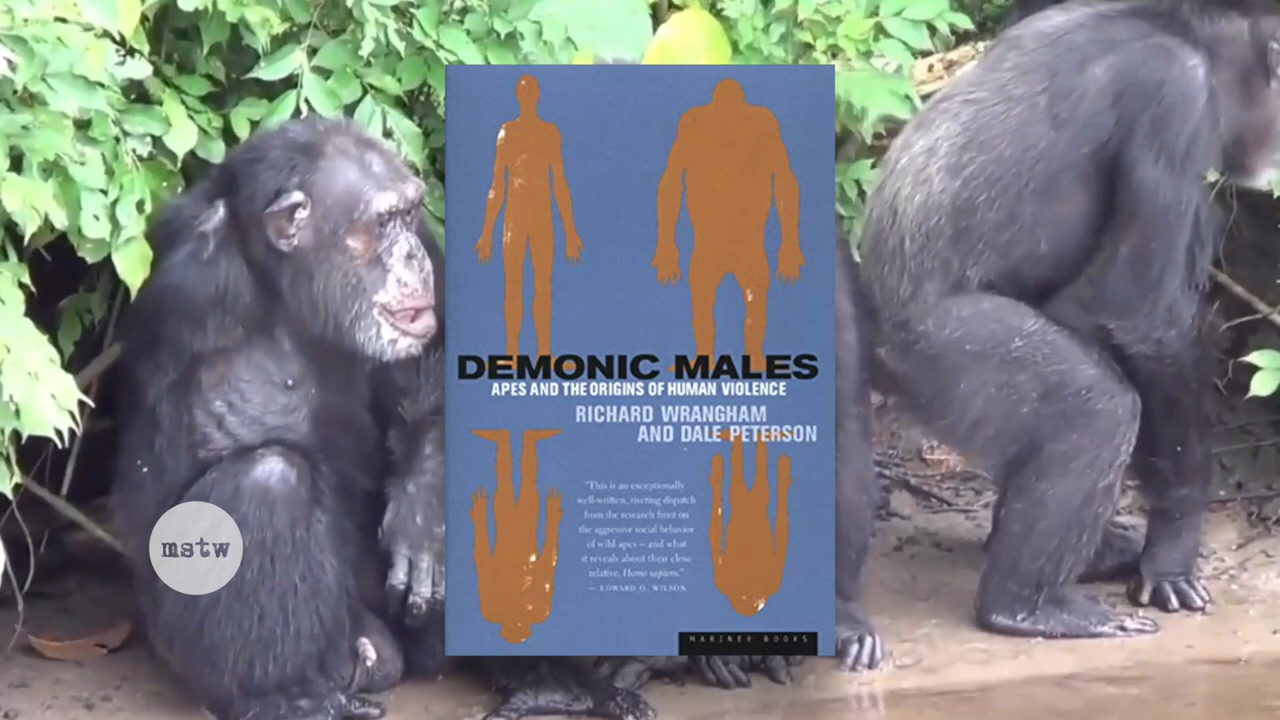 DEMONIC MALES
APES AND THE ORIGINS OF HUMAN VIOLENCE
RICHARD WRANGHAM
AND DALE PETERSON
"This is an exceptionally
well-written, riveting dispatch
from the research front on
the aggressive social behavior
of wild apes – and what
it reveals about their close
relative, Homo sapiens."
– EDWARD O. WILSON
MARINER BOOKS
mstw